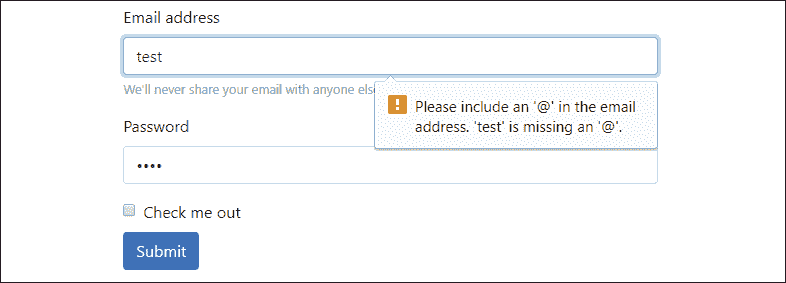 Email address
test
We'll never share your email with anyone else
Please include an '@' in the email
address. 'test' is missing an '@'.
Password
••••
Check me out
Submit